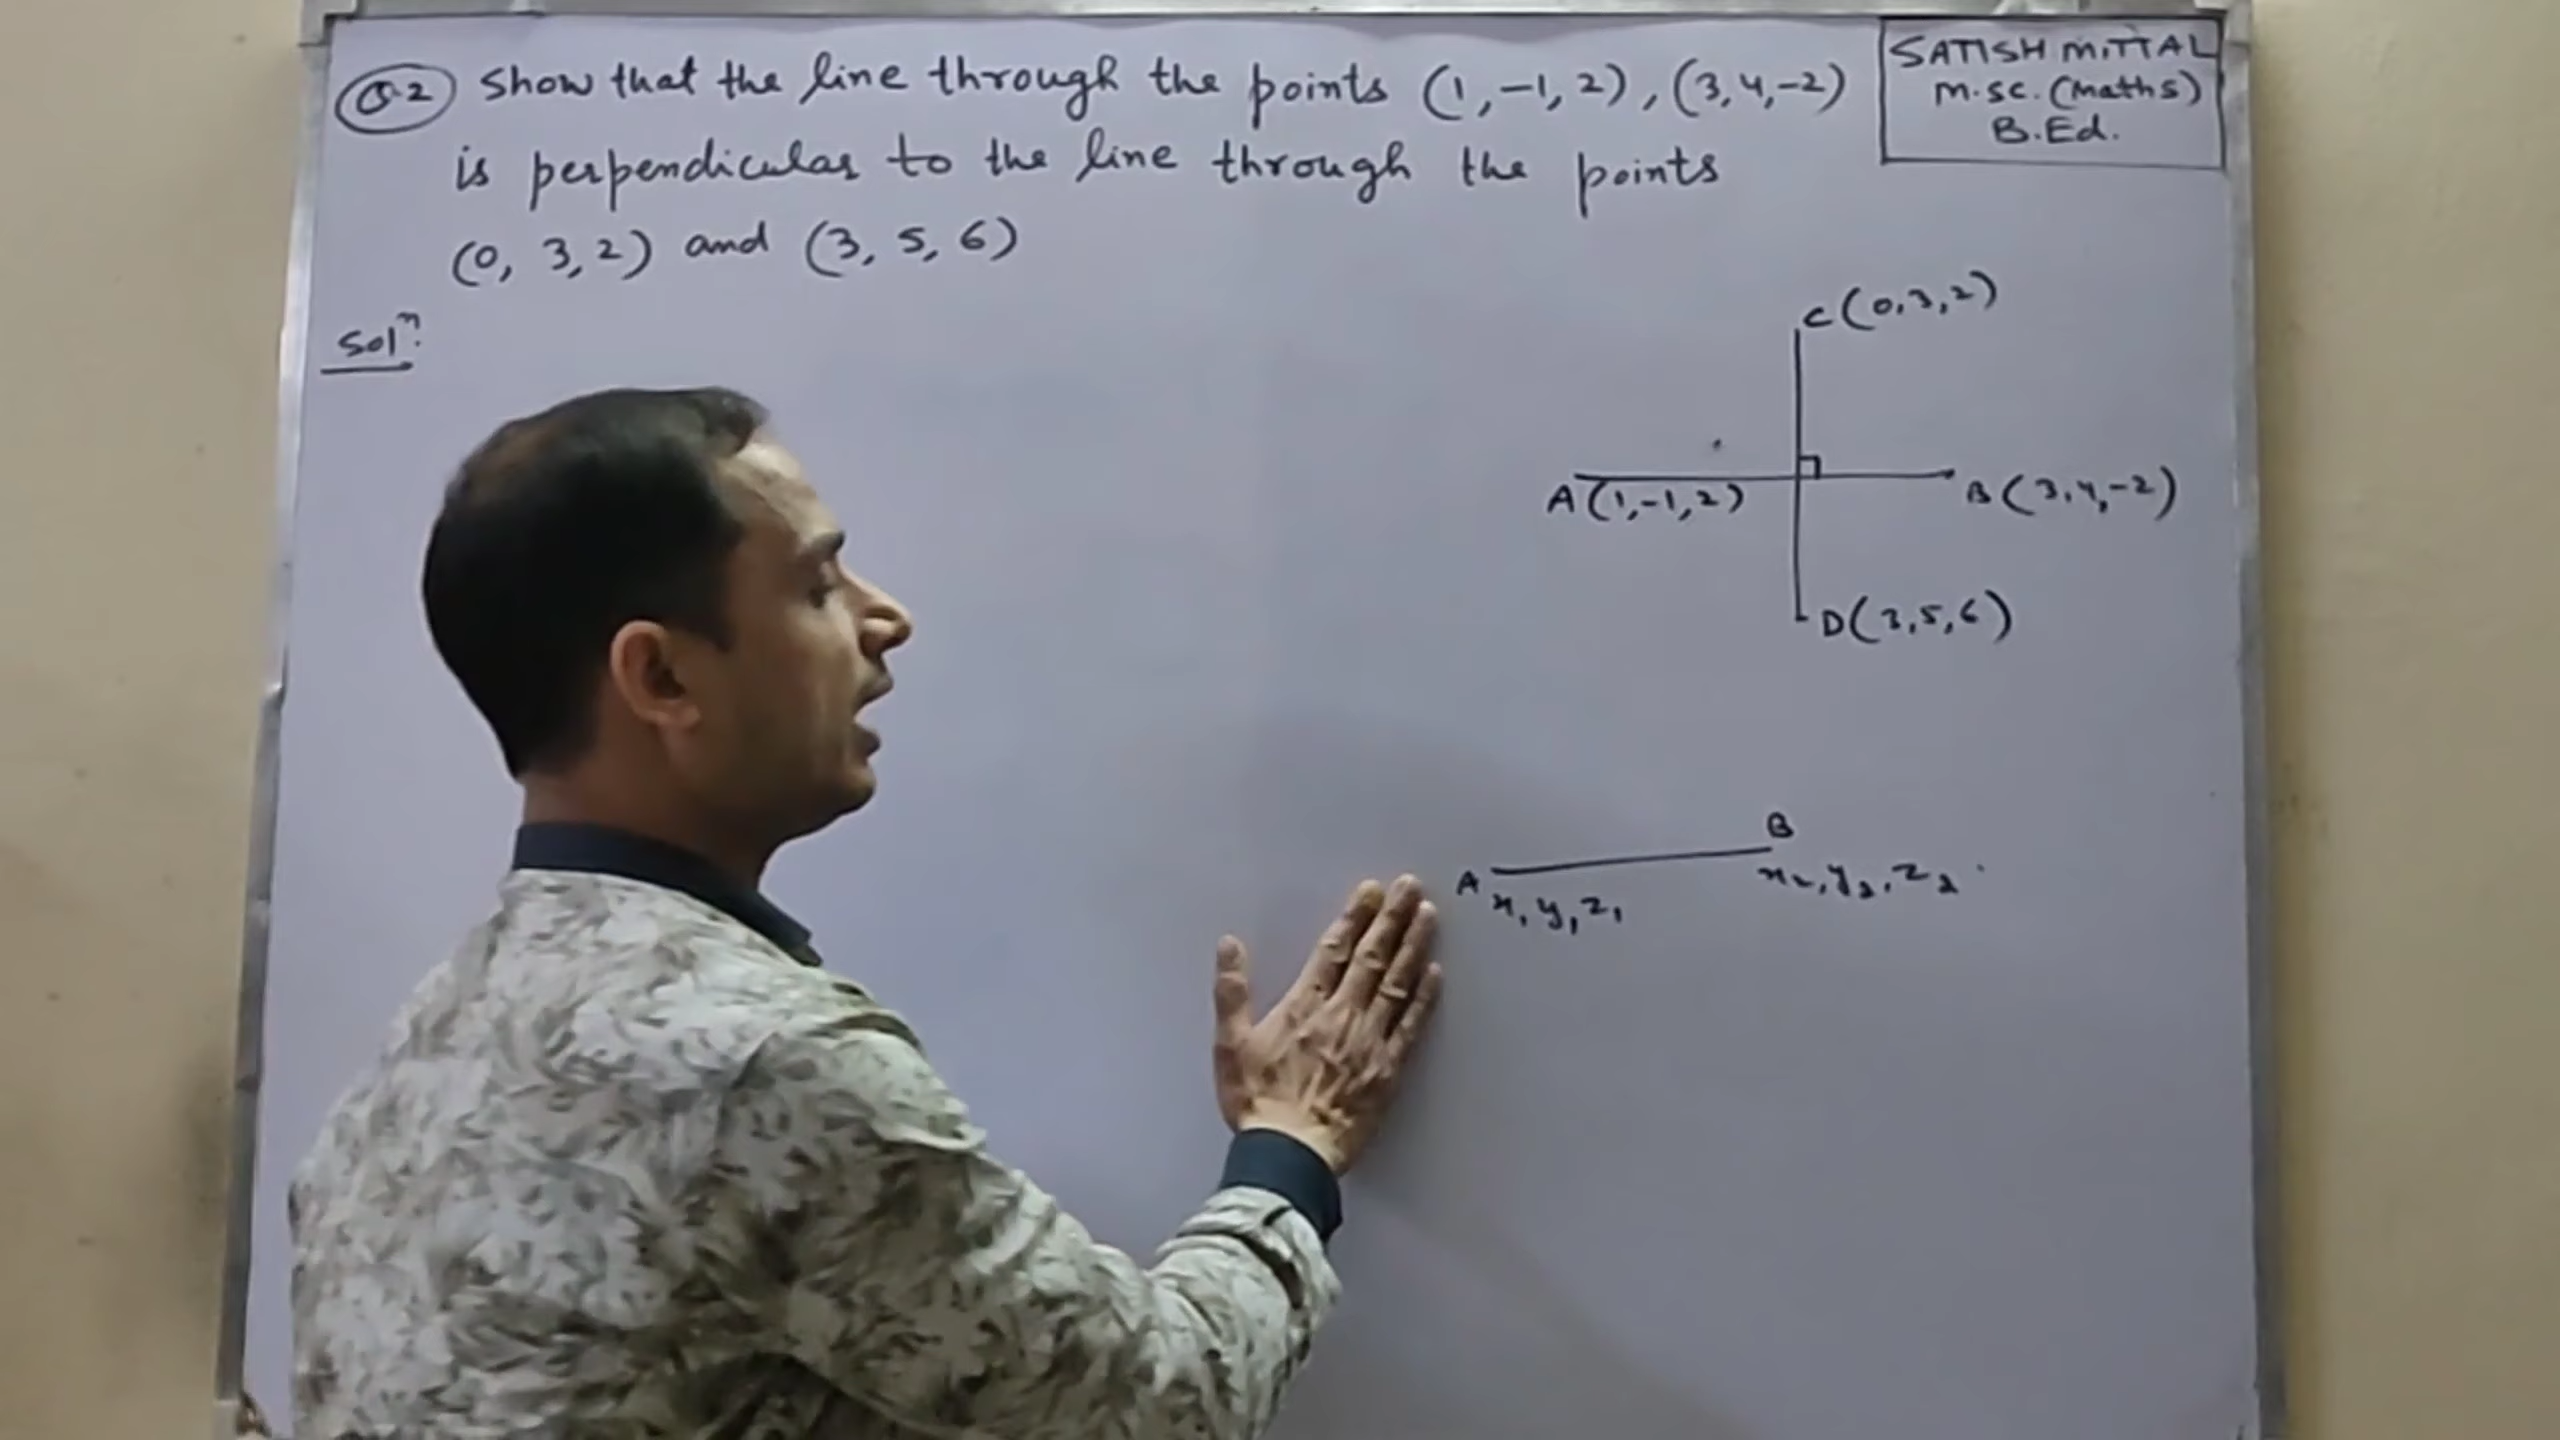 Q.2 Show that the line through the points (1, -1, 2), (3, 4, -2)
is perpendicular to the line through the points
(0, 3, 2) and (3, 5, 6)
SATISH MITTAL
M.SC. (Maths)
B.Ed.
Solⁿ.
C(0,3,2)
A(1,-1,2)
B(3,4,-2)
D(3,5,6)
A
B
x₁ y₁ z₁
x₂, y₂, z₂